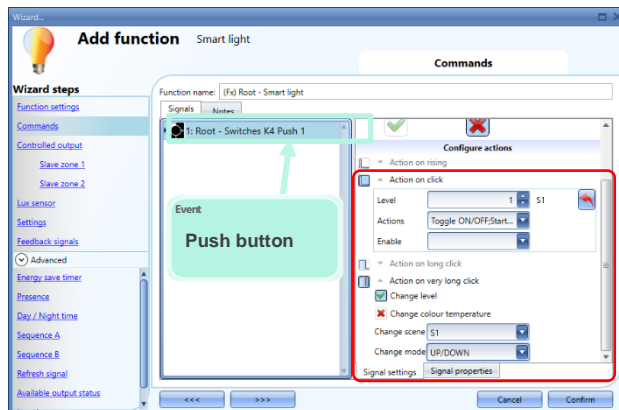 Wizard...
Add function Smart light
Commands
Wizard steps
Function settings
Commands
Controlled output
Slave zone 1
Slave zone 2
Lux sensor
Settings
Feedback signals
Advanced
Energy save timer
Presence
Day / Night time
Sequence A
Sequence B
Refresh signal
Available output status
Function name: (Fx) Root - Smart light
Signals Notes
1: Root - Switches K4 Push 1
Event
Push button
Configure actions
Action on rising
Action on click
Level 1 S1
Actions Toggle ON/OFF;Start...
Enable
Action on long click
Action on very long click
Change level
Change colour temperature
Change scene S1
Change mode UP/DOWN
Signal settings Signal properties
<<< >>> Cancel Confirm